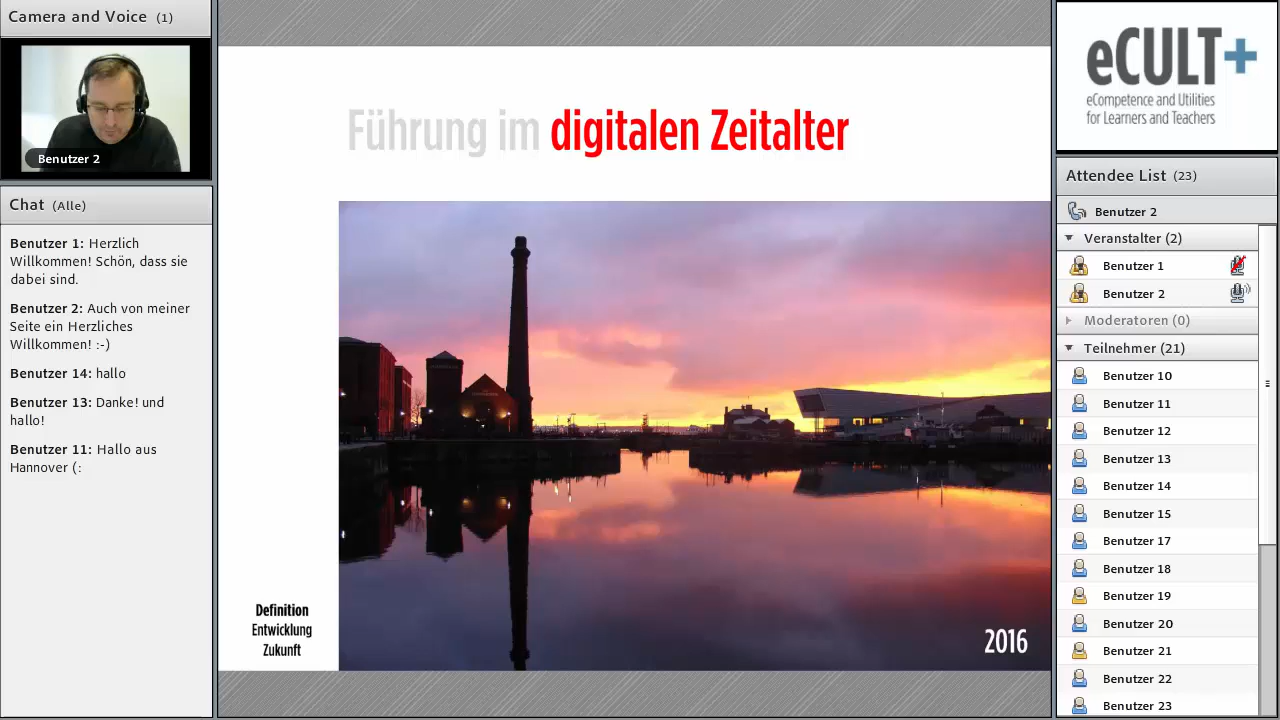 Camera and Voice (1)
Benutzer 2
Chat (Alle)
Benutzer 1: Herzlich
Willkommen! Schön, dass sie
dabei sind.
Benutzer 2: Auch von meiner
Seite ein Herzliches
Willkommen! :-)
Benutzer 14: hallo
Benutzer 13: Danke! und
hallo!
Benutzer 11: Hallo aus
Hannover (:
Führung im digitalen Zeitalter
Definition
Entwicklung
Zukunft
2016
eCULT+
eCompetence and Utilities
for Learners and Teachers
Attendee List (23)
Benutzer 2
Veranstalter (2)
Benutzer 1
Benutzer 2
Moderatoren (0)
Teilnehmer (21)
Benutzer 10
Benutzer 11
Benutzer 12
Benutzer 13
Benutzer 14
Benutzer 15
Benutzer 17
Benutzer 18
Benutzer 19
Benutzer 20
Benutzer 21
Benutzer 22
Benutzer 23